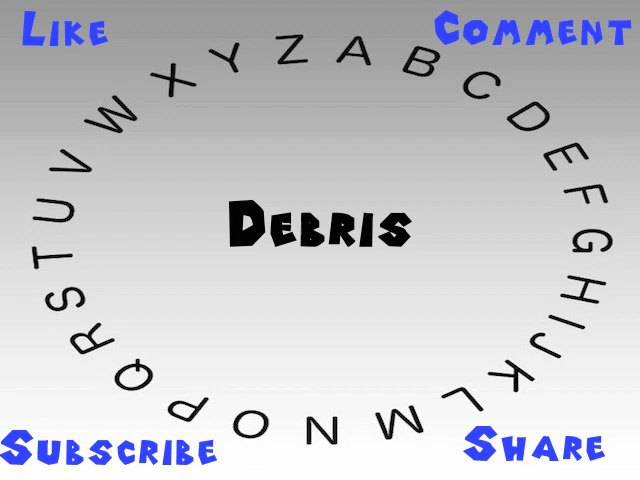 Like
Comment
A B C D E F G H I J K L M N O P Q R S T U V W X Y Z
Debris
Subscribe
Share